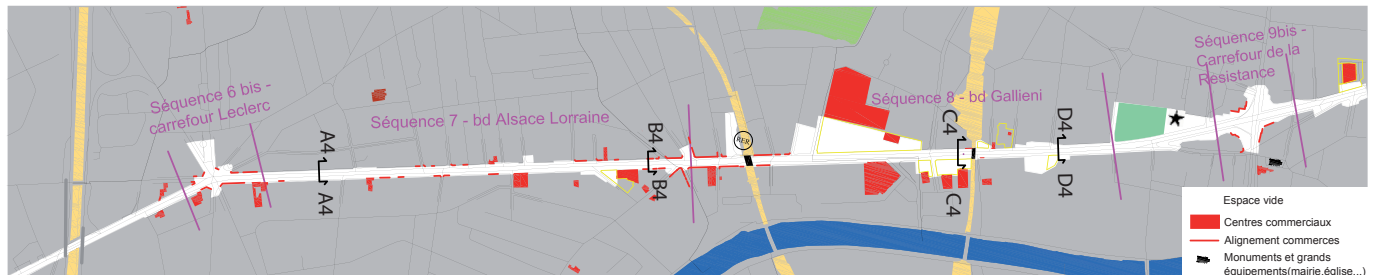 Séquence 6 bis -
carrefour Leclerc
A4
A4
Séquence 7 - bd Alsace Lorraine
B4
B4
RER
Séquence 8 - bd Gallieni
C4
C4
D4
D4
Séquence 9bis -
Carrefour de la
Résistance
Espace vide
Centres commerciaux
Alignement commerces
Monuments et grands
équipements(mairie,église...)